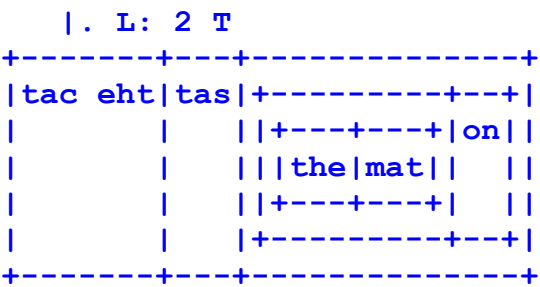 |. L: 2 T
+-------+---+--------------+
|tac eht|tas|+---------+--+|
|       |   ||+---+---+|on||
|       |   |||the|mat||  ||
|       |   ||+---+---+|  ||
|       |   |+---------+--+|
+-------+---+--------------+